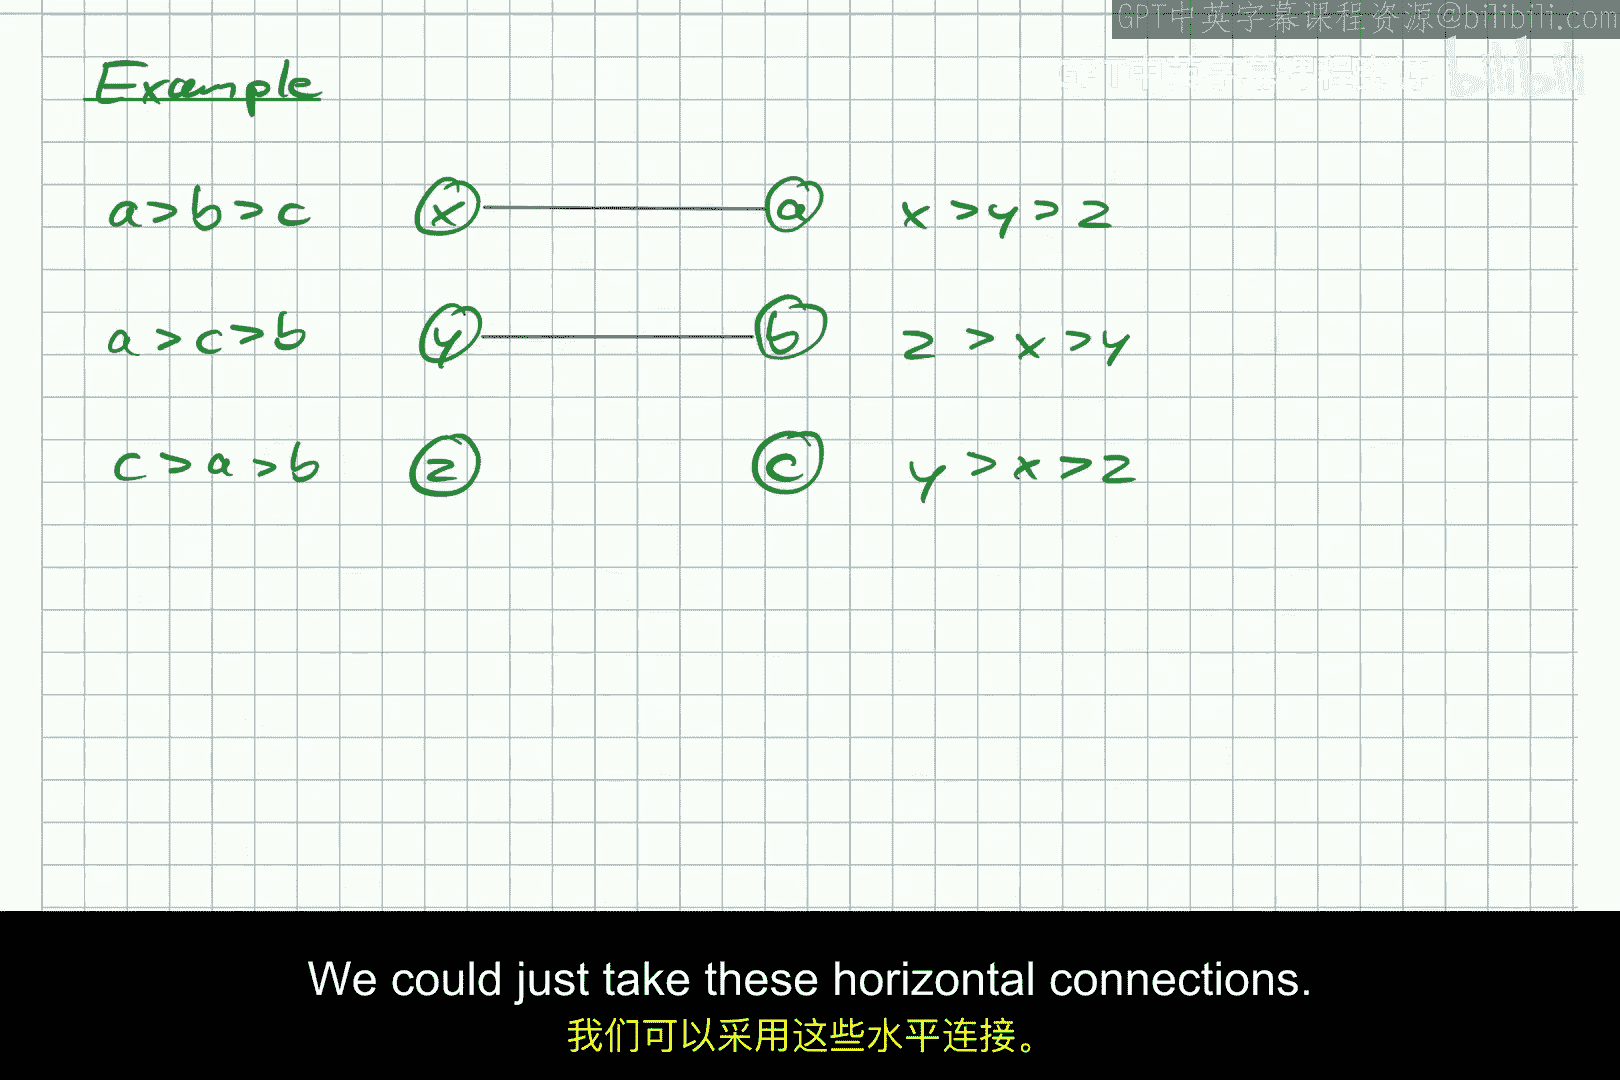 GPT中英字幕课程资源@bilibili.com
bilibili
Example
a > b > c x a x > y > z
a > c > b y b z > x > y
c > a > b z c y > x > z
We could just take these horizontal connections.
我们可以采用这些水平连接。